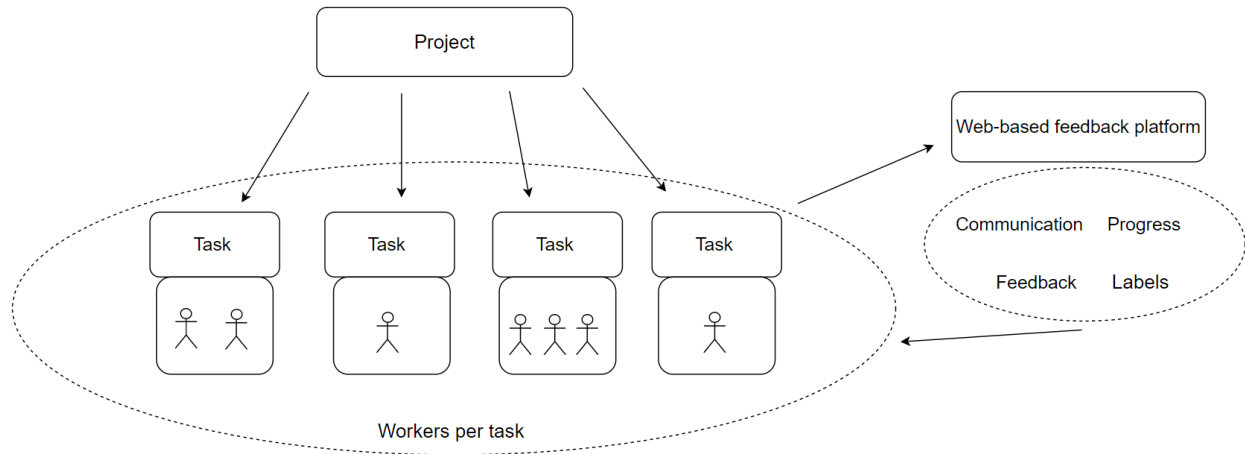 Project
Web-based feedback platform
Communication Progress
Feedback Labels
Task Task Task Task
Workers per task